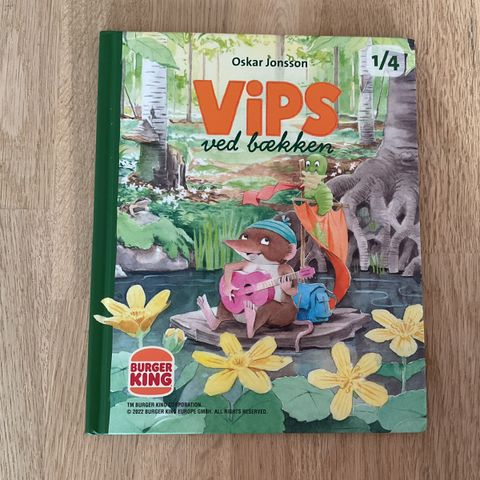 Oskar Jonsson
1/4
ViPS
ved bækken
BURGER
KING
TM BURGER KING CORPORATION.
© 2022 BURGER KING EUROPE GMBH. ALL RIGHTS RESERVED.